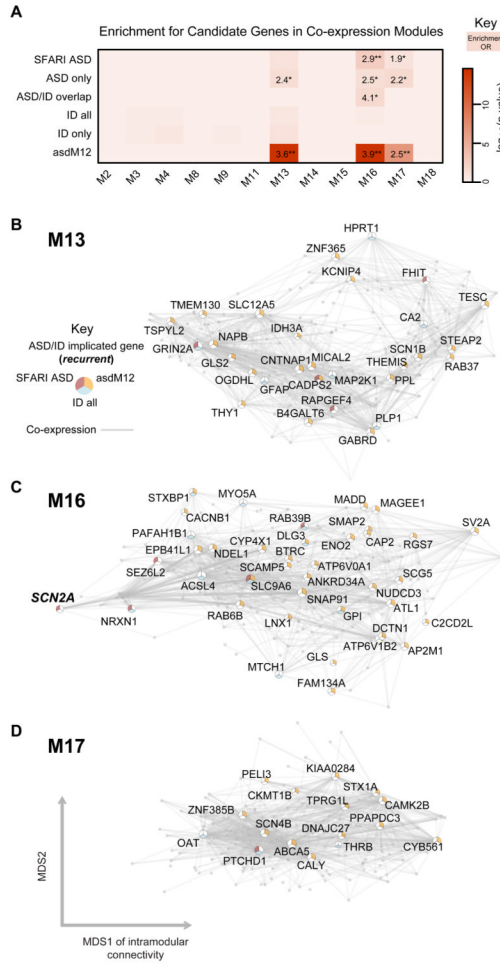 A
Enrichment for Candidate Genes in Co-expression Modules
Key
Enrichment
OR
SFARI ASD 2.9** 1.9*
ASD only 2.4* 2.5* 2.2*
ASD/ID overlap 4.1*
ID all
ID only
asdM12 3.6** 3.9** 2.5**
M2 M3 M4 M8 M9 M11 M13 M14 M15 M16 M17 M18
10
5
0
B
M13
HPRT1
ZNF365
KCNIP4
FHIT
TESC
TMEM130
SLC12A5
CA2
TSPYL2
NAPB
IDH3A
STEAP2
GRIN2A
SCN1B
GLS2
CNTNAP1
MICAL2
THEMIS
RAB37
OGDHL
GFAP
CADPS2
MAP2K1
PPL
RAPGEF4
THY1
B4GALT6
PLP1
GABRD
Key
ASD/ID implicated gene
(recurrent)
SFARI ASD
asdM12
ID all
Co-expression
C
M16
STXBP1
MYO5A
MADD
MAGEE1
CACNB1
RAB39B
SV2A
PAFAH1B1
DLG3
SMAP2
EPB41L1
CYP4X1
ENO2
CAP2
RGS7
NDEL1
BTRC
SEZ6L2
SCAMP5
ATP6V0A1
SCG5
ACSL4
SLC9A6
ANKRD34A
NUDCD3
SCN2A
SNAP91
ATL1
NRXN1
RAB6B
LNX1
GPI
C2CD2L
DCTN1
ATP6V1B2
AP2M1
MTCH1
GLS
FAM134A
D
M17
PELI3
KIAA0284
STX1A
CKMT1B
TPRG1L
CAMK2B
ZNF385B
SCN4B
PPAPDC3
OAT
DNAJC27
THRB
CYB561
PTCHD1
ABCA5
CALY
MDS2
MDS1 of intramodular
connectivity